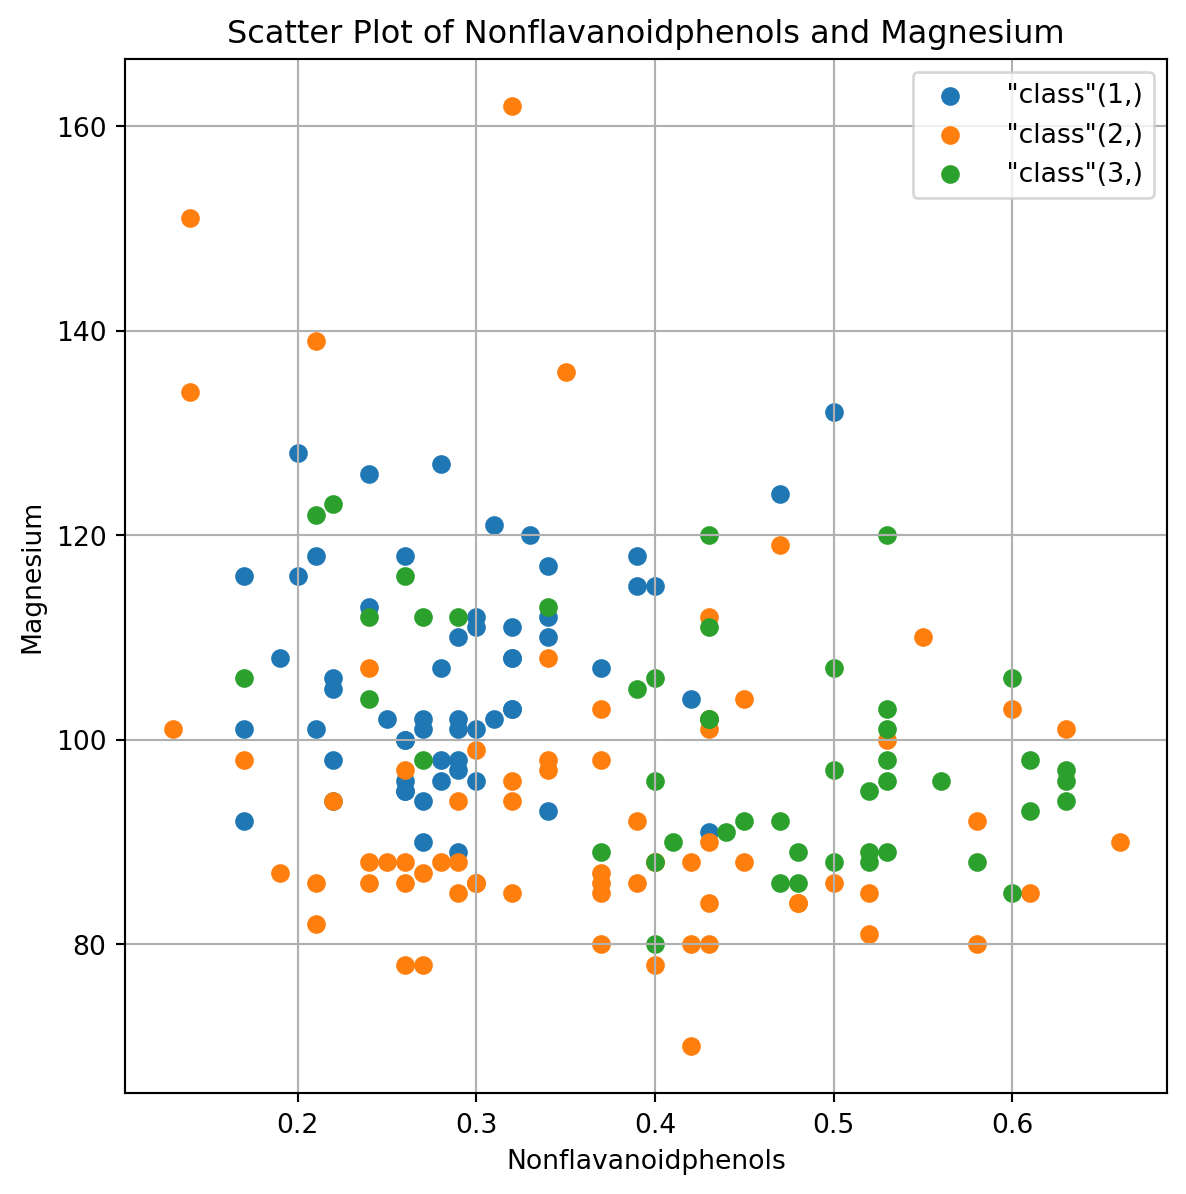 Scatter Plot of Nonflavanoidphenols and Magnesium
"class"(1,)
"class"(2,)
"class"(3,)
160
140
120
100
80
Magnesium
0.2 0.3 0.4 0.5 0.6
Nonflavanoidphenols